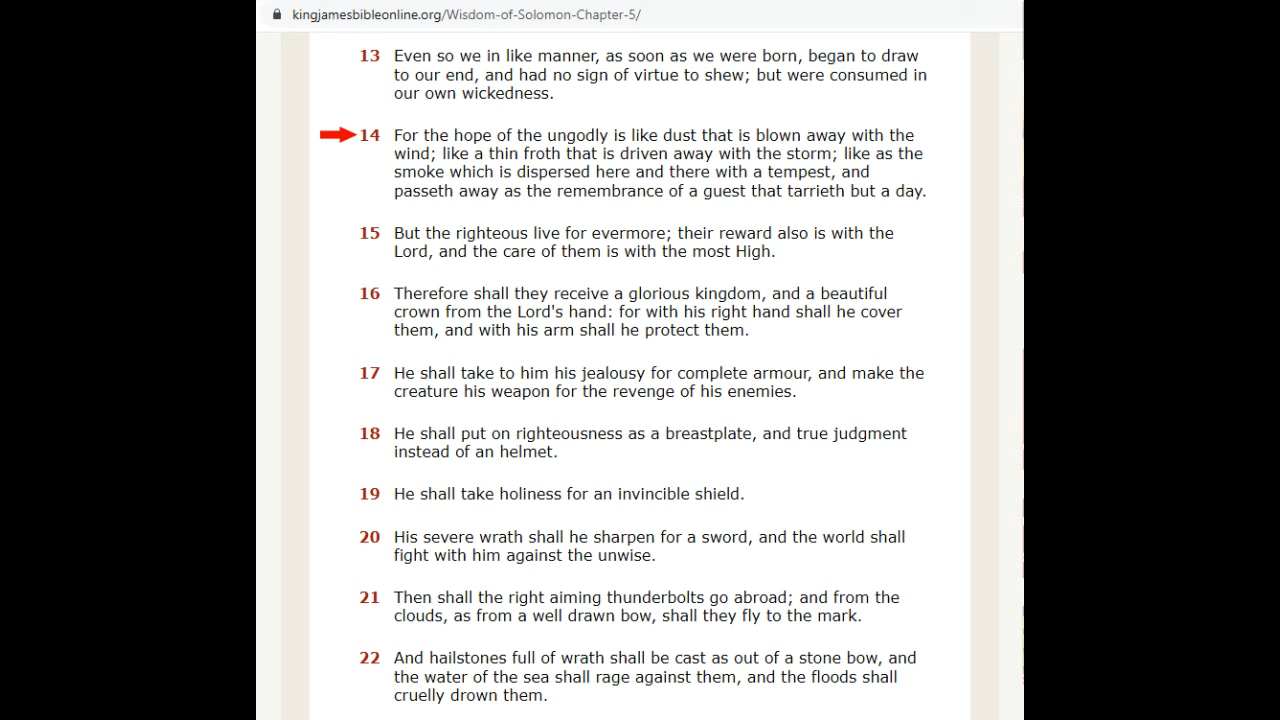 kingjamesbibleonline.org/Wisdom-of-Solomon-Chapter-5/
13 Even so we in like manner, as soon as we were born, began to draw
to our end, and had no sign of virtue to shew; but were consumed in
our own wickedness.
14 For the hope of the ungodly is like dust that is blown away with the
wind; like a thin froth that is driven away with the storm; like as the
smoke which is dispersed here and there with a tempest, and
passeth away as the remembrance of a guest that tarrieth but a day.
15 But the righteous live for evermore; their reward also is with the
Lord, and the care of them is with the most High.
16 Therefore shall they receive a glorious kingdom, and a beautiful
crown from the Lord's hand: for with his right hand shall he cover
them, and with his arm shall he protect them.
17 He shall take to him his jealousy for complete armour, and make the
creature his weapon for the revenge of his enemies.
18 He shall put on righteousness as a breastplate, and true judgment
instead of an helmet.
19 He shall take holiness for an invincible shield.
20 His severe wrath shall he sharpen for a sword, and the world shall
fight with him against the unwise.
21 Then shall the right aiming thunderbolts go abroad; and from the
clouds, as from a well drawn bow, shall they fly to the mark.
22 And hailstones full of wrath shall be cast as out of a stone bow, and
the water of the sea shall rage against them, and the floods shall
cruelly drown them.